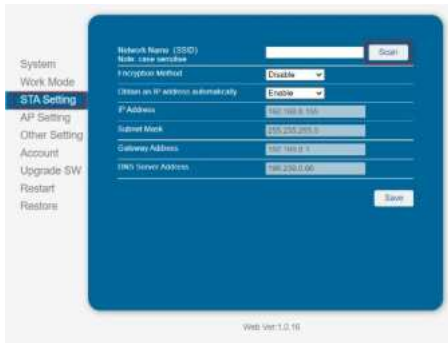 System
Work Mode
STA Setting
AP Setting
Other Setting
Account
Upgrade SW
Restart
Restore
Network Name (SSID)
Note: case sensitive
Scan
Encryption Method
Disable
Obtain an IP address automatically
Enable
IP Address
Subnet Mask
255.255.255.0
Gateway Address
DNS Server Address
Save
Web Ver:1.0.16